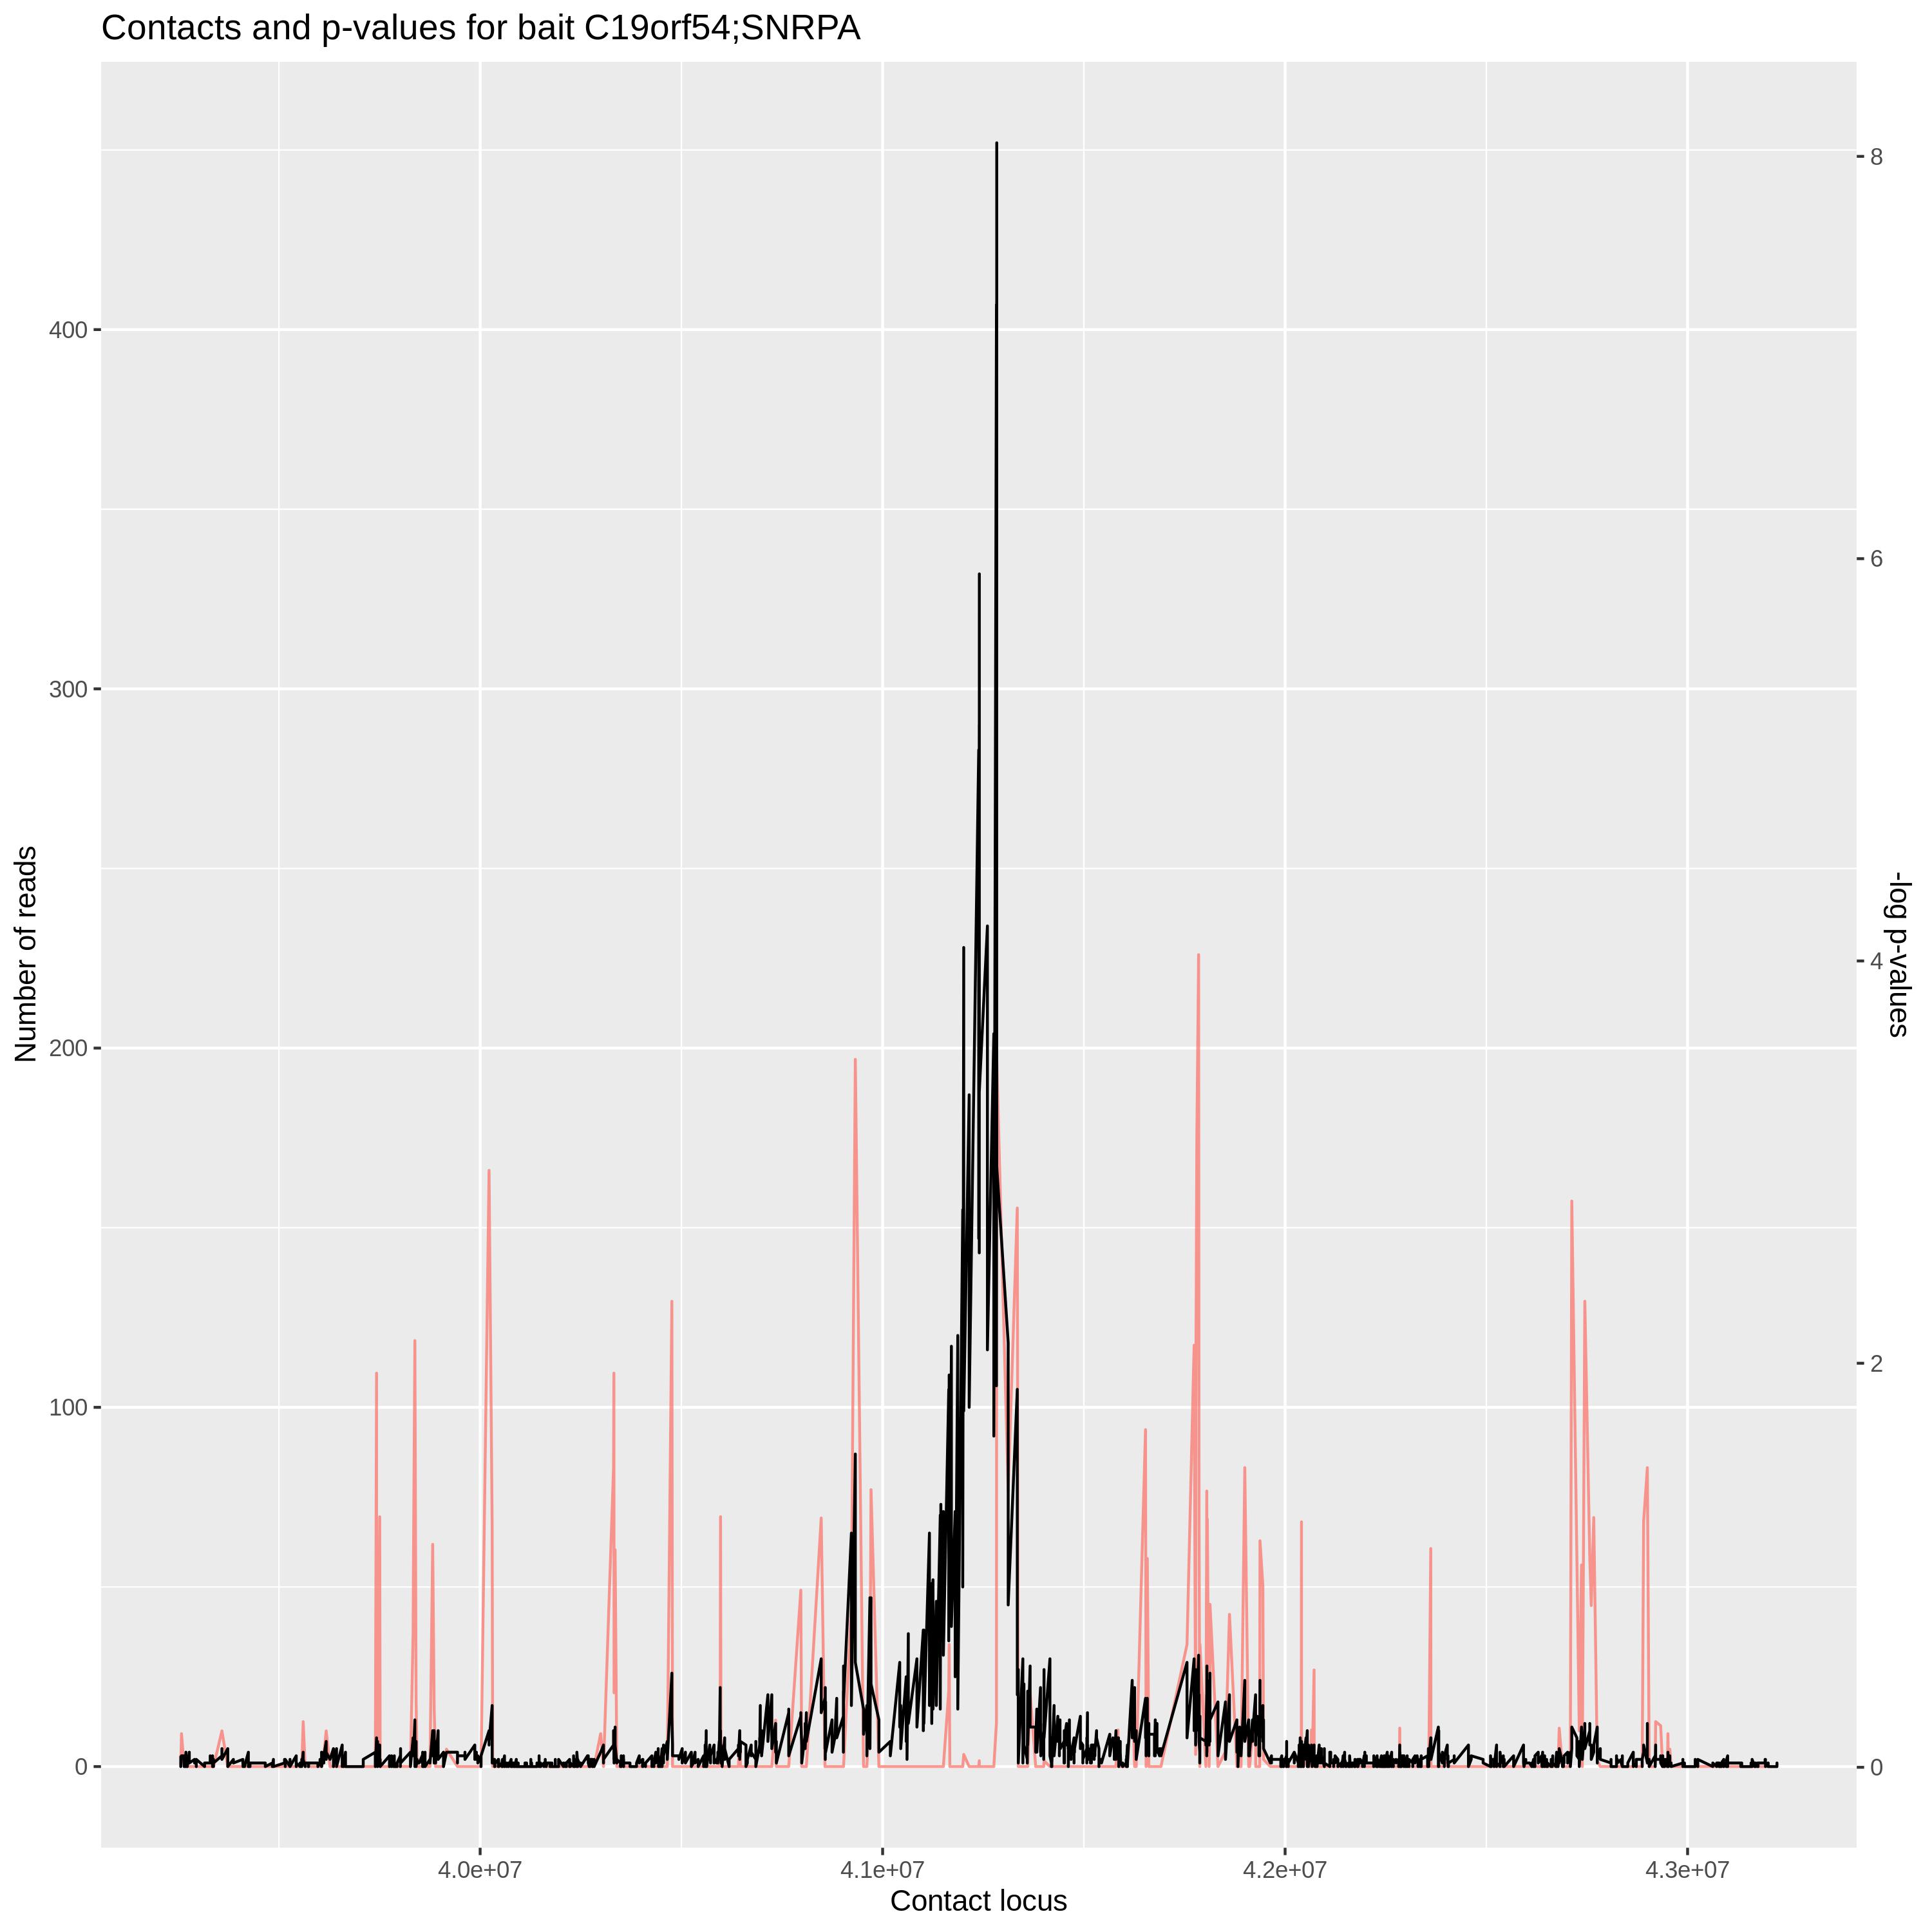 Contacts and p-values for bait C19orf54;SNRPA
Number of reads
400
300
200
100
0
8
6
4
2
0
-log p-values
4.0e+07
4.1e+07
4.2e+07
4.3e+07
Contact locus